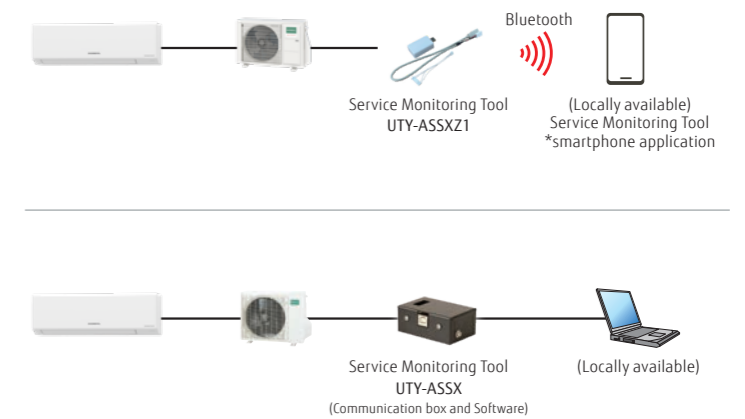 Bluetooth
Service Monitoring Tool
UTY-ASSXZ1
(Locally available)
Service Monitoring Tool
*smartphone application
Service Monitoring Tool
UTY-ASSX
(Communication box and Software)
(Locally available)